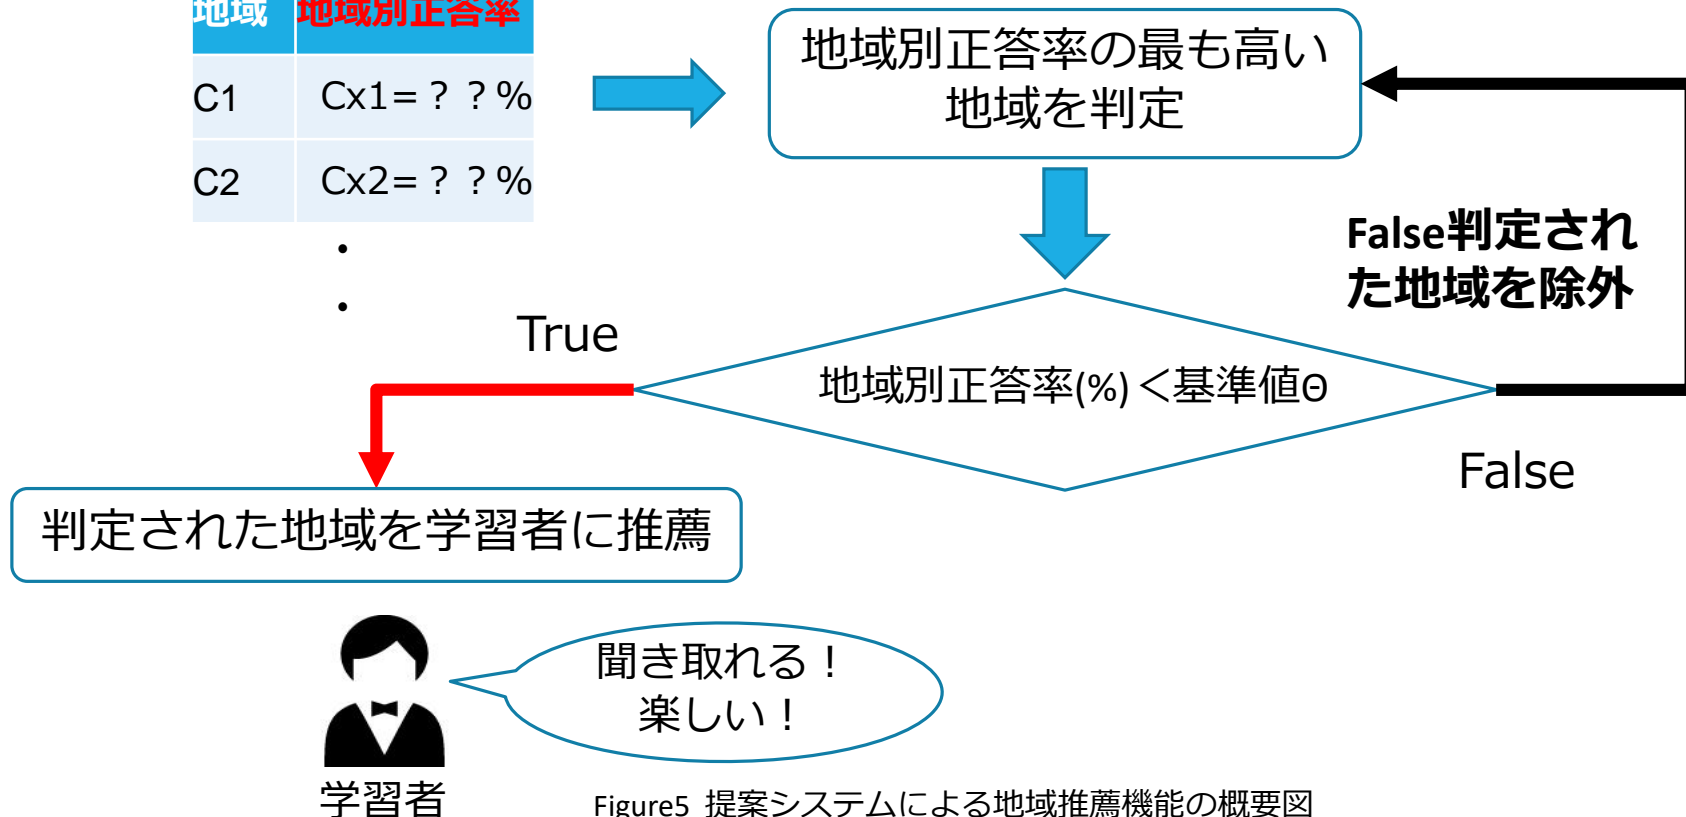 地域 地域別正答率
C1 Cx1=？？%
C2 Cx2=？？%
・
・
地域別正答率の最も高い
地域を判定
False判定され
た地域を除外
True
地域別正答率(%)＜基準値Θ
False
判定された地域を学習者に推薦
聞き取れる！
楽しい！
学習者
Figure5 提案システムによる地域推薦機能の概要図